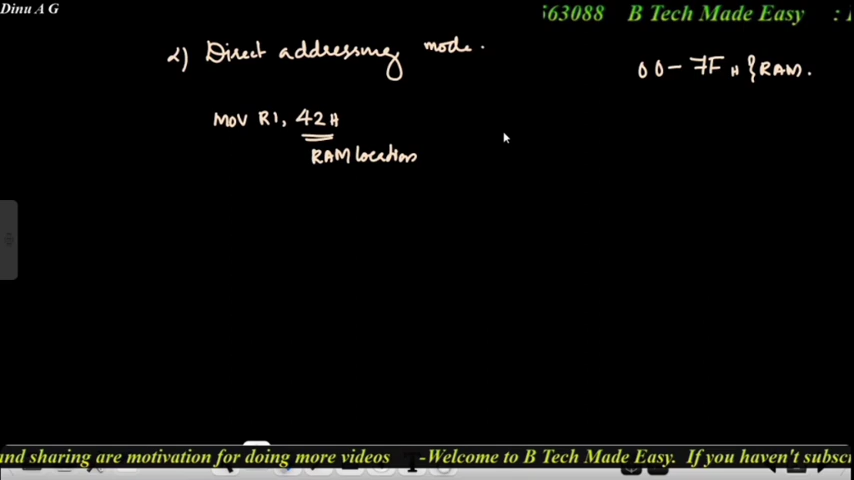 Dinu A G
563088 B Tech Made Easy :
2) Direct addressing mode.
00-7F H } RAM.
MOV R1, 42H
RAM location
and sharing are motivation for doing more videos -Welcome to B Tech Made Easy. If you haven't subsc